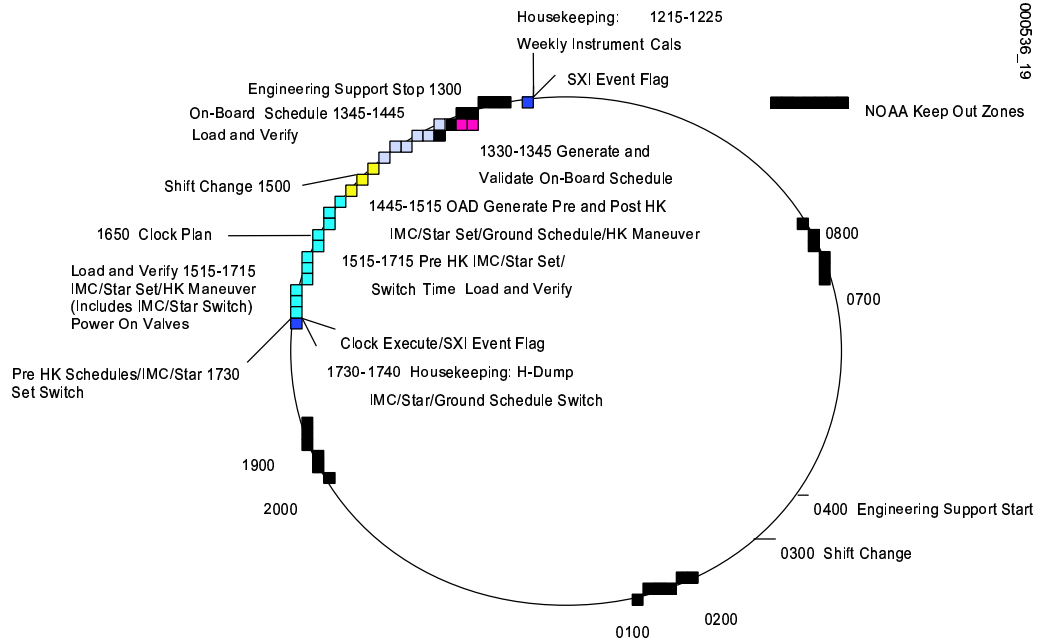 Housekeeping: 1215-1225
Weekly Instrument Cals
SXI Event Flag
000536_19
Engineering Support Stop 1300
On-Board Schedule 1345-1445
Load and Verify
NOAA Keep Out Zones
1330-1345 Generate and
Validate On-Board Schedule
Shift Change 1500
1445-1515 OAD Generate Pre and Post HK
IMC/Star Set/Ground Schedule/HK Maneuver
1650 Clock Plan
0800
Load and Verify 1515-1715
IMC/Star Set/HK Maneuver
(Includes IMC/Star Switch)
Power On Valves
1515-1715 Pre HK IMC/Star Set/
Switch Time Load and Verify
0700
Clock Execute/SXI Event Flag
Pre HK Schedules/IMC/Star 1730
Set Switch
1730-1740 Housekeeping: H-Dump
IMC/Star/Ground Schedule Switch
1900
2000
0400 Engineering Support Start
0300 Shift Change
0200
0100